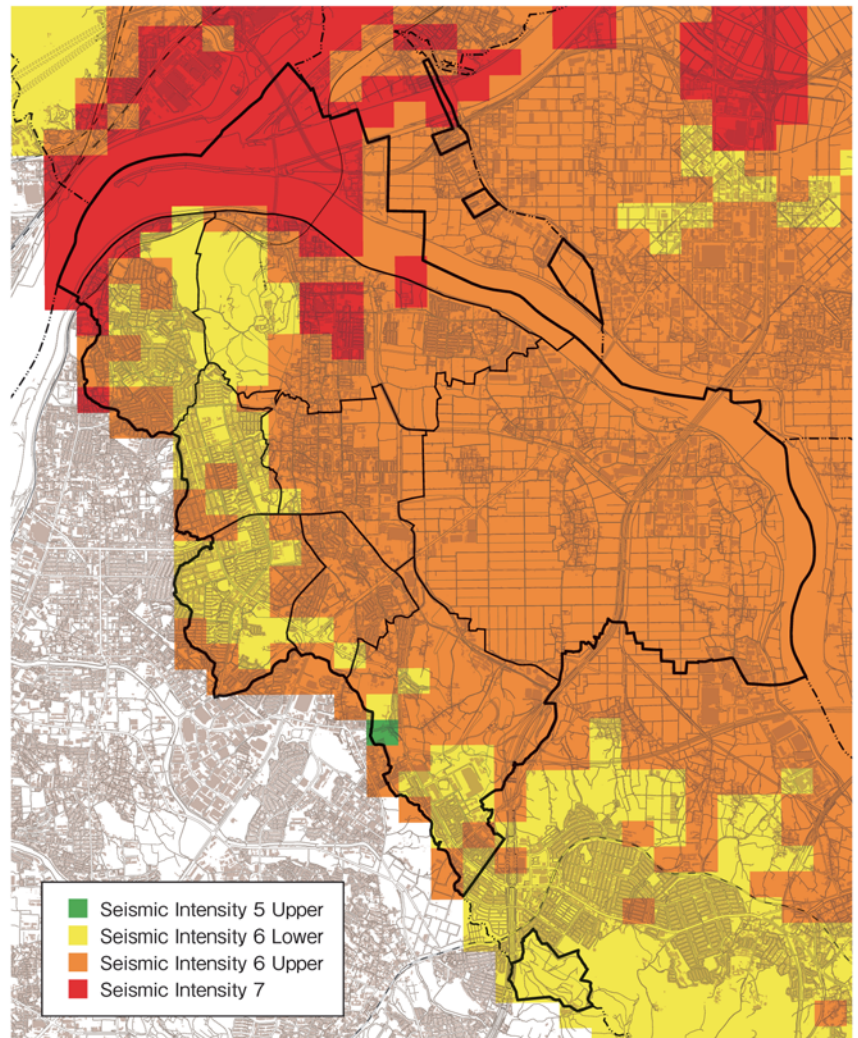 Seismic Intensity 5 Upper
Seismic Intensity 6 Lower
Seismic Intensity 6 Upper
Seismic Intensity 7